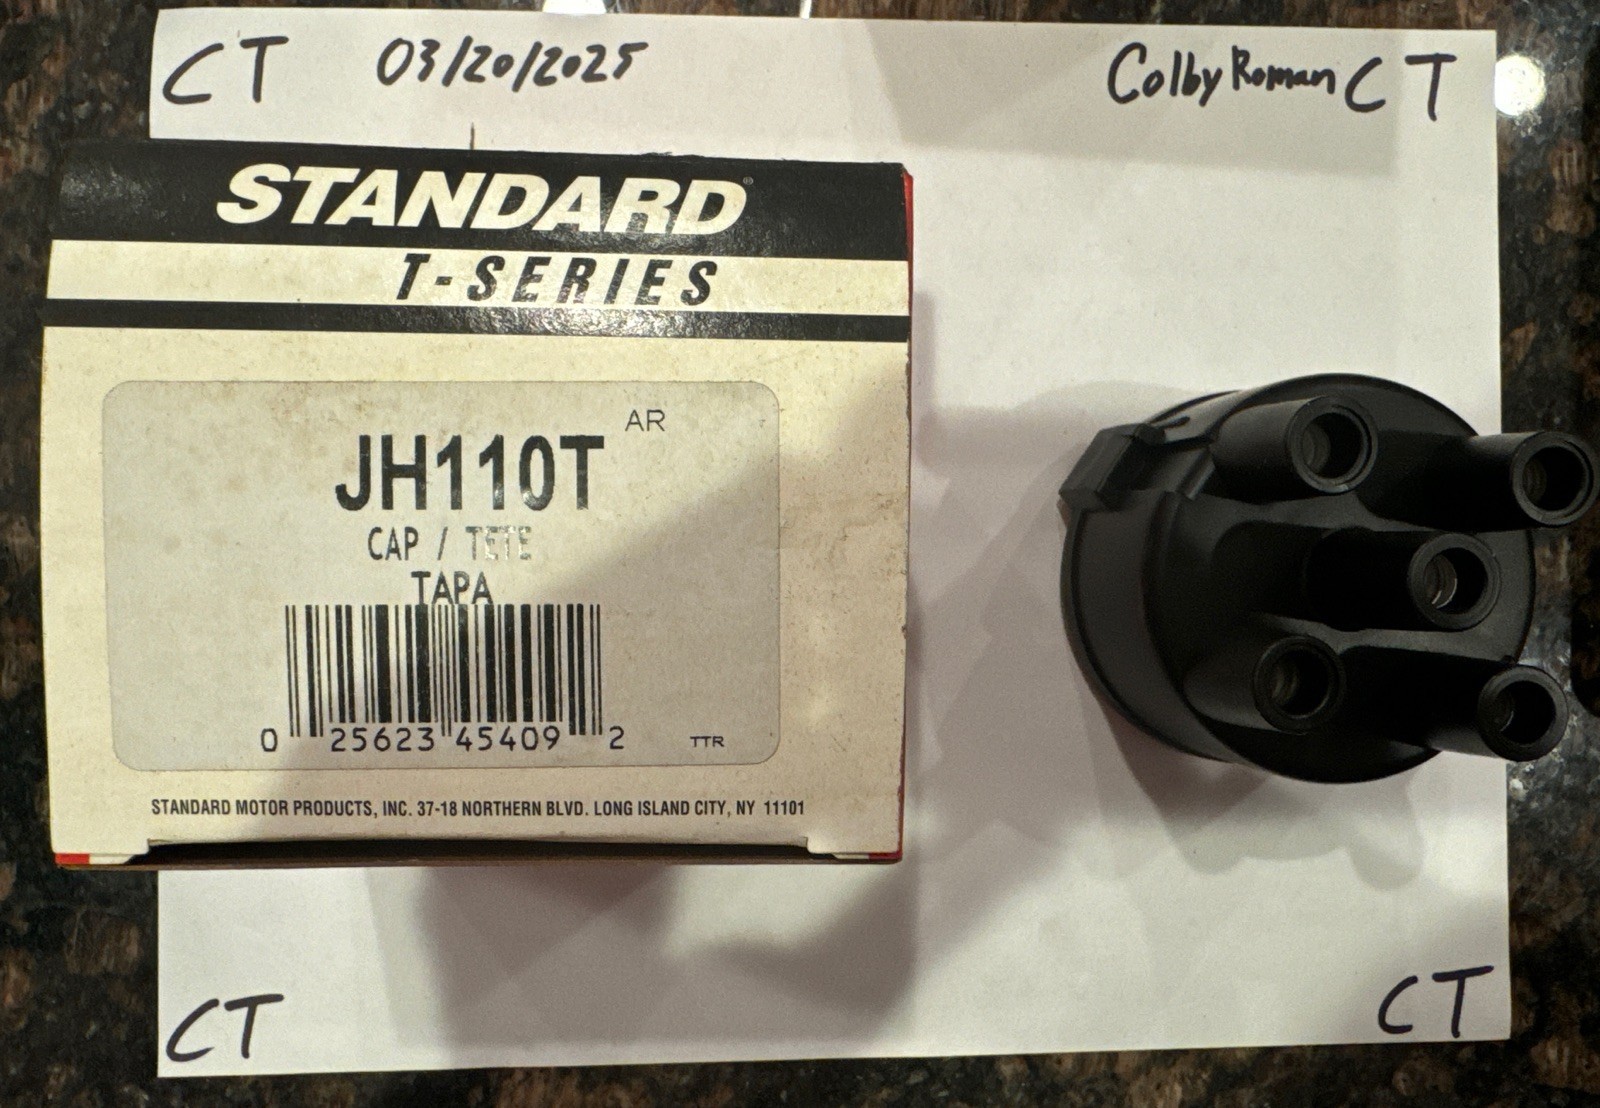 CT 03/20/2025 Colby Roman CT
STANDARD®
T-SERIES
AR
JH110T
CAP / TETE
TAPA
0 25623 45409 2
TTR
STANDARD MOTOR PRODUCTS, INC. 37-18 NORTHERN BLVD. LONG ISLAND CITY, NY 11101
CT CT